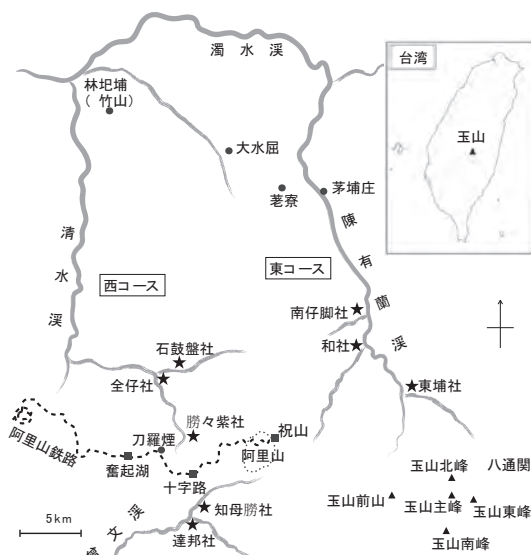 濁水渓
台湾
玉山
林圯埔
(竹山)
大水屈
茅埔庄
陳有蘭渓
清水渓
西コース
東コース
南仔脚社
和社
石鼓盤社
全仔社
東埔社
阿里山鉄路
刀羅煙
勝々紫社
祝山
阿里山
奮起湖
十字路
玉山北峰
八通関
玉山前山
玉山主峰
玉山東峰
玉山南峰
知母勝社
達邦社
5km
文渓